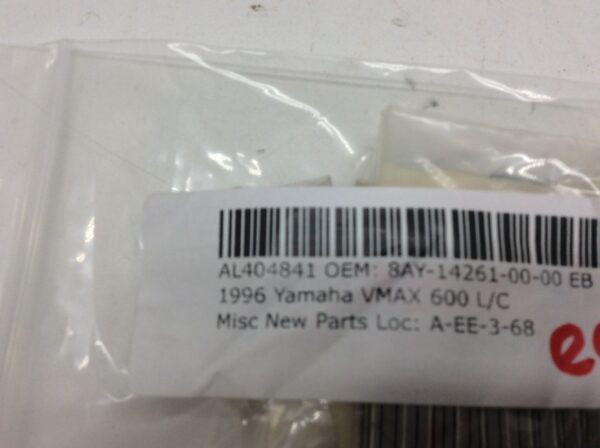 AL404841 OEM: 8AY-14261-00-00 EB
1996 Yamaha VMAX 600 L/C
Misc New Parts Loc: A-EE-3-68